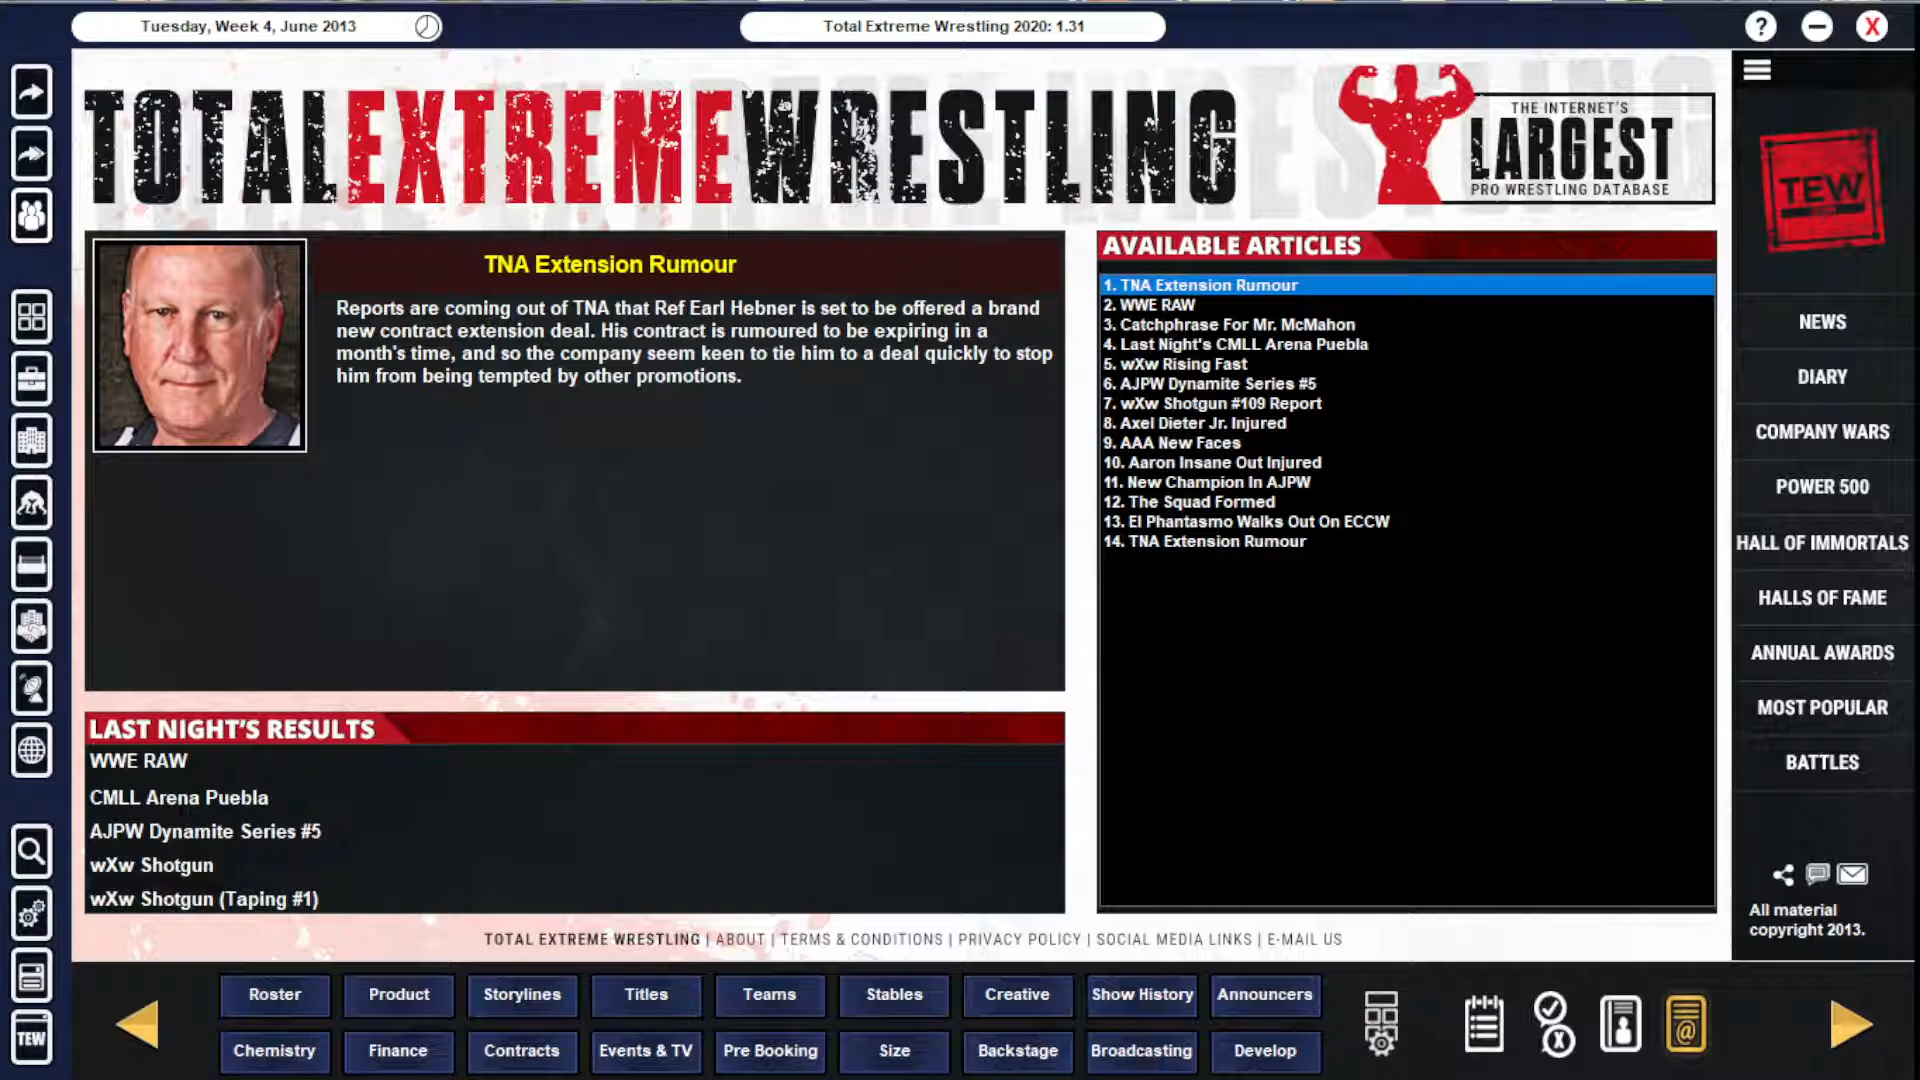 Tuesday, Week 4, June 2013
Total Extreme Wrestling 2020: 1.31
?
X
TOTALEXTREMEWRESTLING
THE INTERNET'S
LARGEST
PRO WRESTLING DATABASE
TEW
TNA Extension Rumour
Reports are coming out of TNA that Ref Earl Hebner is set to be offered a brand
new contract extension deal. His contract is rumoured to be expiring in a
month's time, and so the company seem keen to tie him to a deal quickly to stop
him from being tempted by other promotions.
AVAILABLE ARTICLES
1. TNA Extension Rumour
2. WWE RAW
3. Catchphrase For Mr. McMahon
4. Last Night's CMLL Arena Puebla
5. wXw Rising Fast
6. AJPW Dynamite Series #5
7. wXw Shotgun #109 Report
8. Axel Dieter Jr. Injured
9. AAA New Faces
10. Aaron Insane Out Injured
11. New Champion In AJPW
12. The Squad Formed
13. El Phantasmo Walks Out On ECCW
14. TNA Extension Rumour
LAST NIGHT'S RESULTS
WWE RAW
CMLL Arena Puebla
AJPW Dynamite Series #5
wXw Shotgun
wXw Shotgun (Taping #1)
NEWS
DIARY
COMPANY WARS
POWER 500
HALL OF IMMORTALS
HALLS OF FAME
ANNUAL AWARDS
MOST POPULAR
BATTLES
All material
copyright 2013.
TOTAL EXTREME WRESTLING | ABOUT | TERMS & CONDITIONS | PRIVACY POLICY | SOCIAL MEDIA LINKS | E-MAIL US
TEW
Roster Product Storylines Titles Teams Stables Creative Show History Announcers
Chemistry Finance Contracts Events & TV Pre Booking Size Backstage Broadcasting Develop